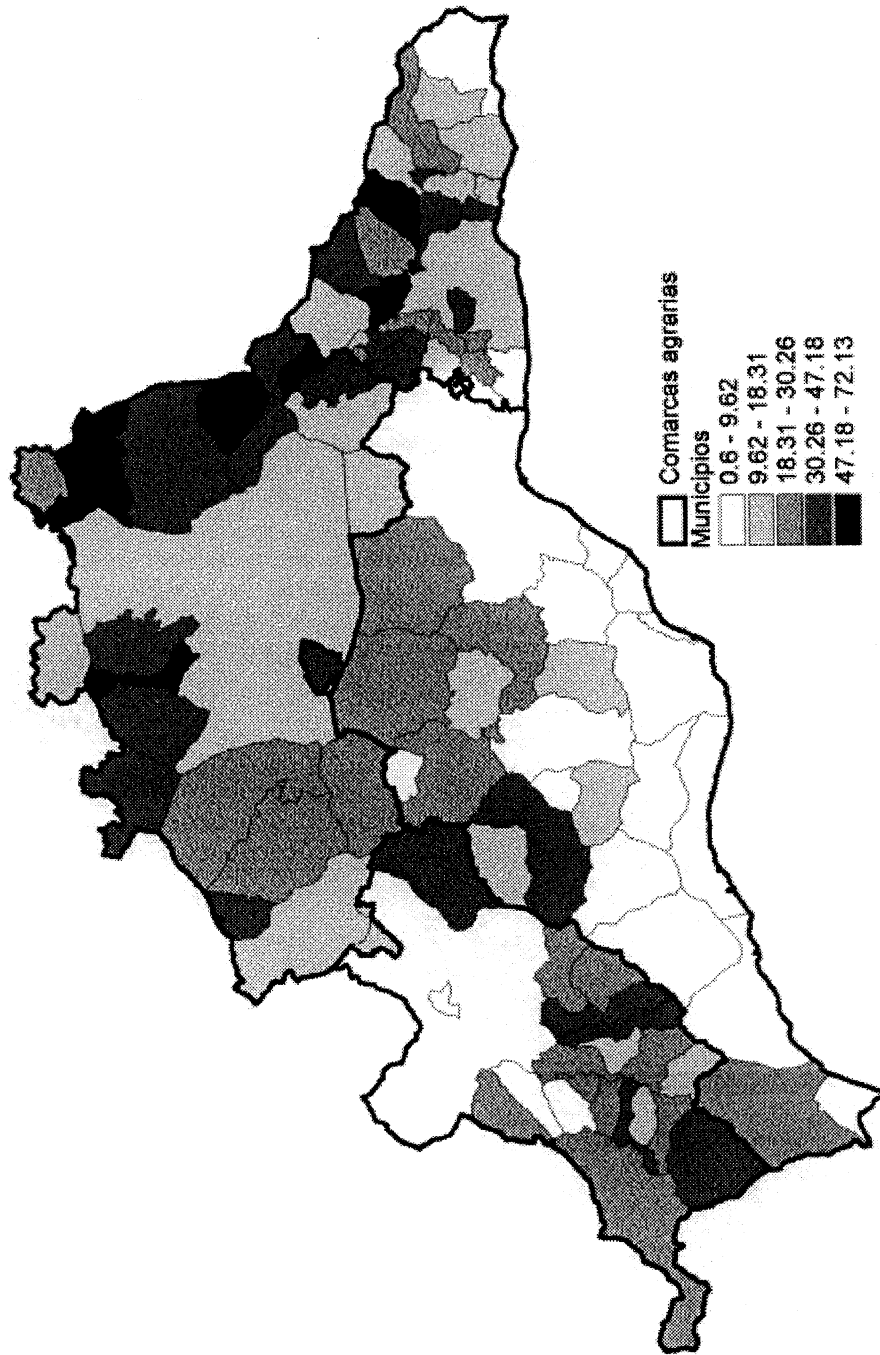 Comarcas agrarias
Municipios
0.6 - 9.62
9.62 - 18.31
18.31 - 30.26
30.26 - 47.18
47.18 - 72.13